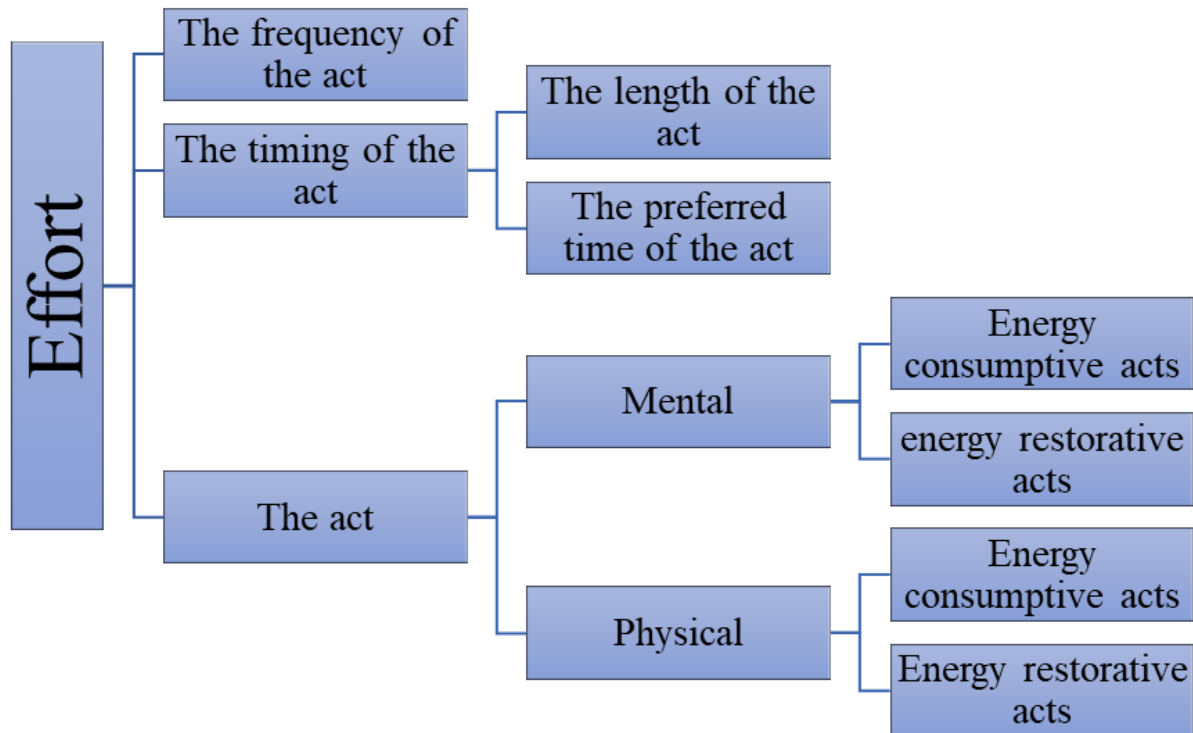 Effort
The frequency of
the act
The timing of the
act
The length of the
act
The preferred
time of the act
The act
Mental
Energy
consumptive acts
energy restorative
acts
Physical
Energy
consumptive acts
Energy restorative
acts